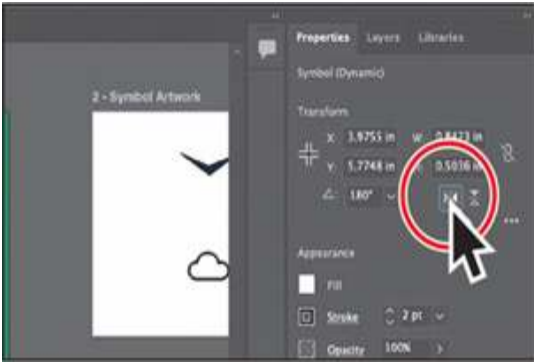 Properties Layers Libraries
Symbol (Dynamic)
2 - Symbol Artwork
Transform
X: 3.9755 in W: 0.8423 in
Y: 5.7748 in 0.5036 in
180°
Appearance
Fill
Stroke 2 pt
Opacity 100%